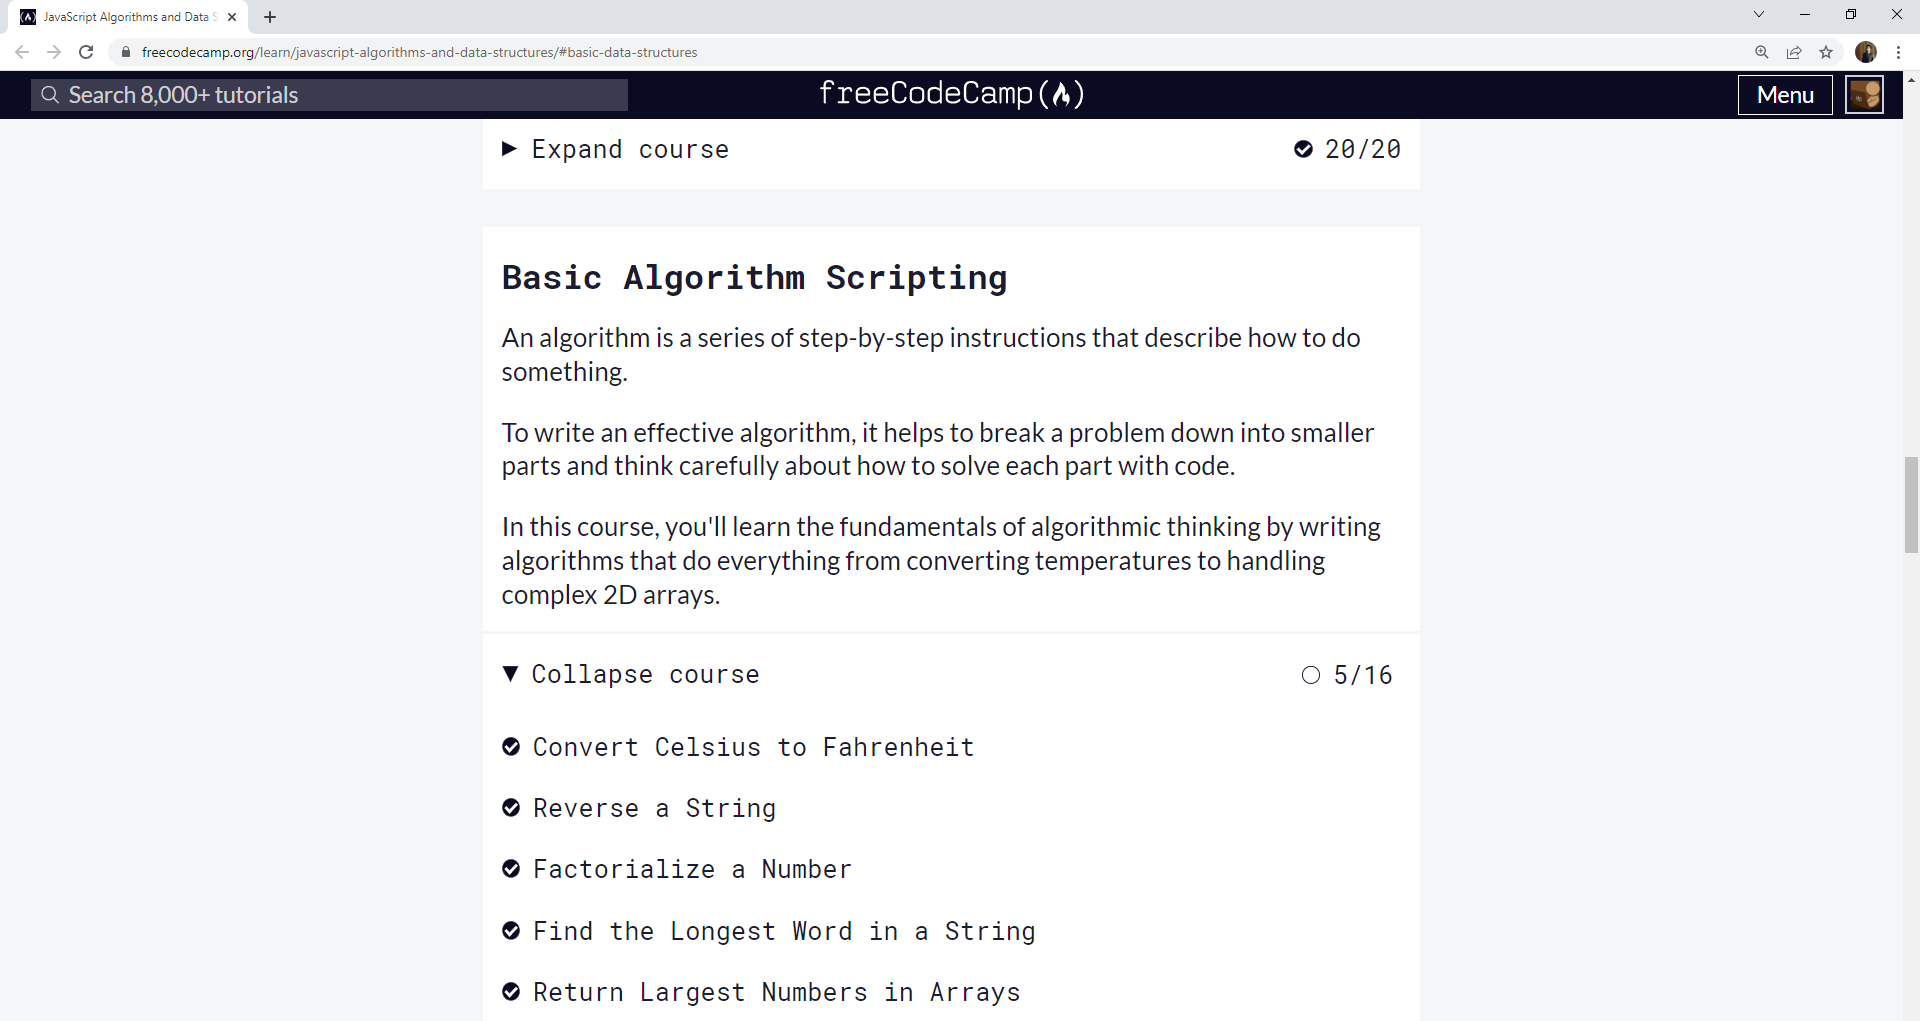 JavaScript Algorithms and Data S
freecodecamp.org/learn/javascript-algorithms-and-data-structures/#basic-data-structures
Search 8,000+ tutorials
freeCodeCamp
Menu
Expand course
20/20
Basic Algorithm Scripting
An algorithm is a series of step-by-step instructions that describe how to do
something.
To write an effective algorithm, it helps to break a problem down into smaller
parts and think carefully about how to solve each part with code.
In this course, you'll learn the fundamentals of algorithmic thinking by writing
algorithms that do everything from converting temperatures to handling
complex 2D arrays.
Collapse course
5/16
Convert Celsius to Fahrenheit
Reverse a String
Factorialize a Number
Find the Longest Word in a String
Return Largest Numbers in Arrays